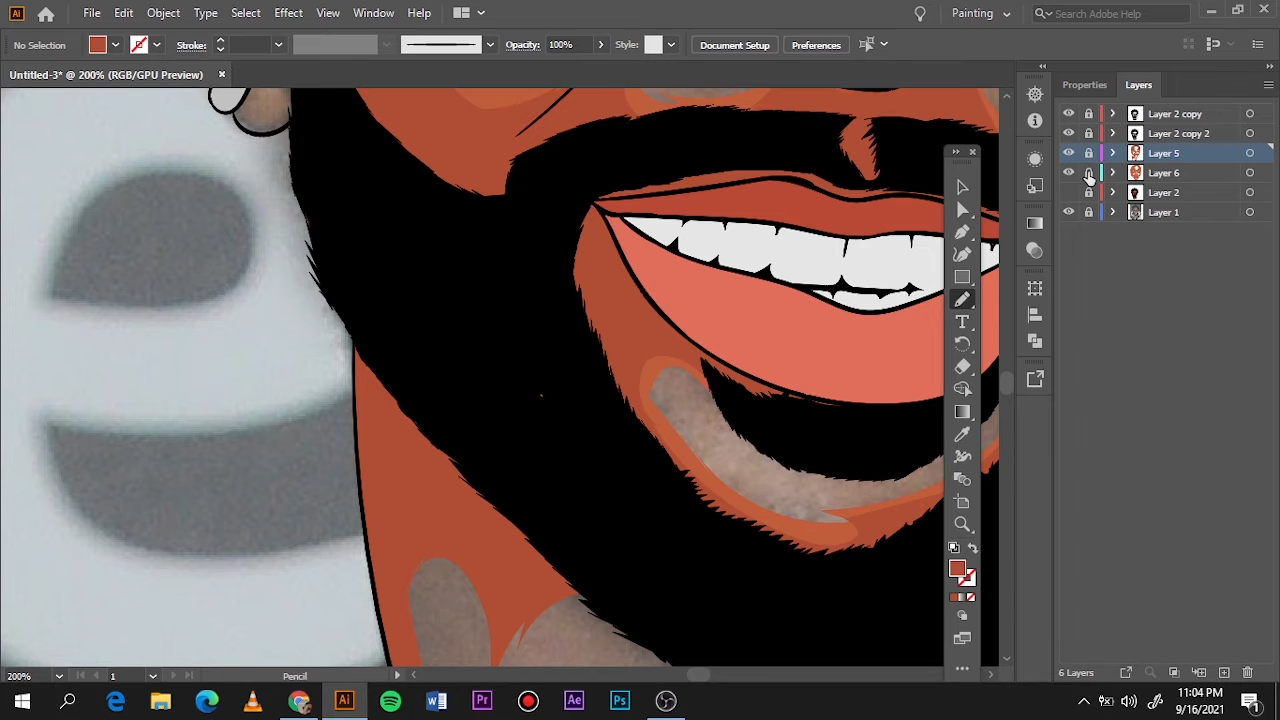 Ai File Edit Object Type Select Effect View Window Help Painting Search Adobe Help
No Selection Stroke: Opacity: 100% Style: Document Setup Preferences
Untitled-3* @ 200% (RGB/GPU Preview)
Properties Layers
Layer 2 copy
Layer 2 copy 2
Layer 5
Layer 6
Layer 2
Layer 1
200% 1 Pencil 6 Layers
1:04 PM
9/16/2021